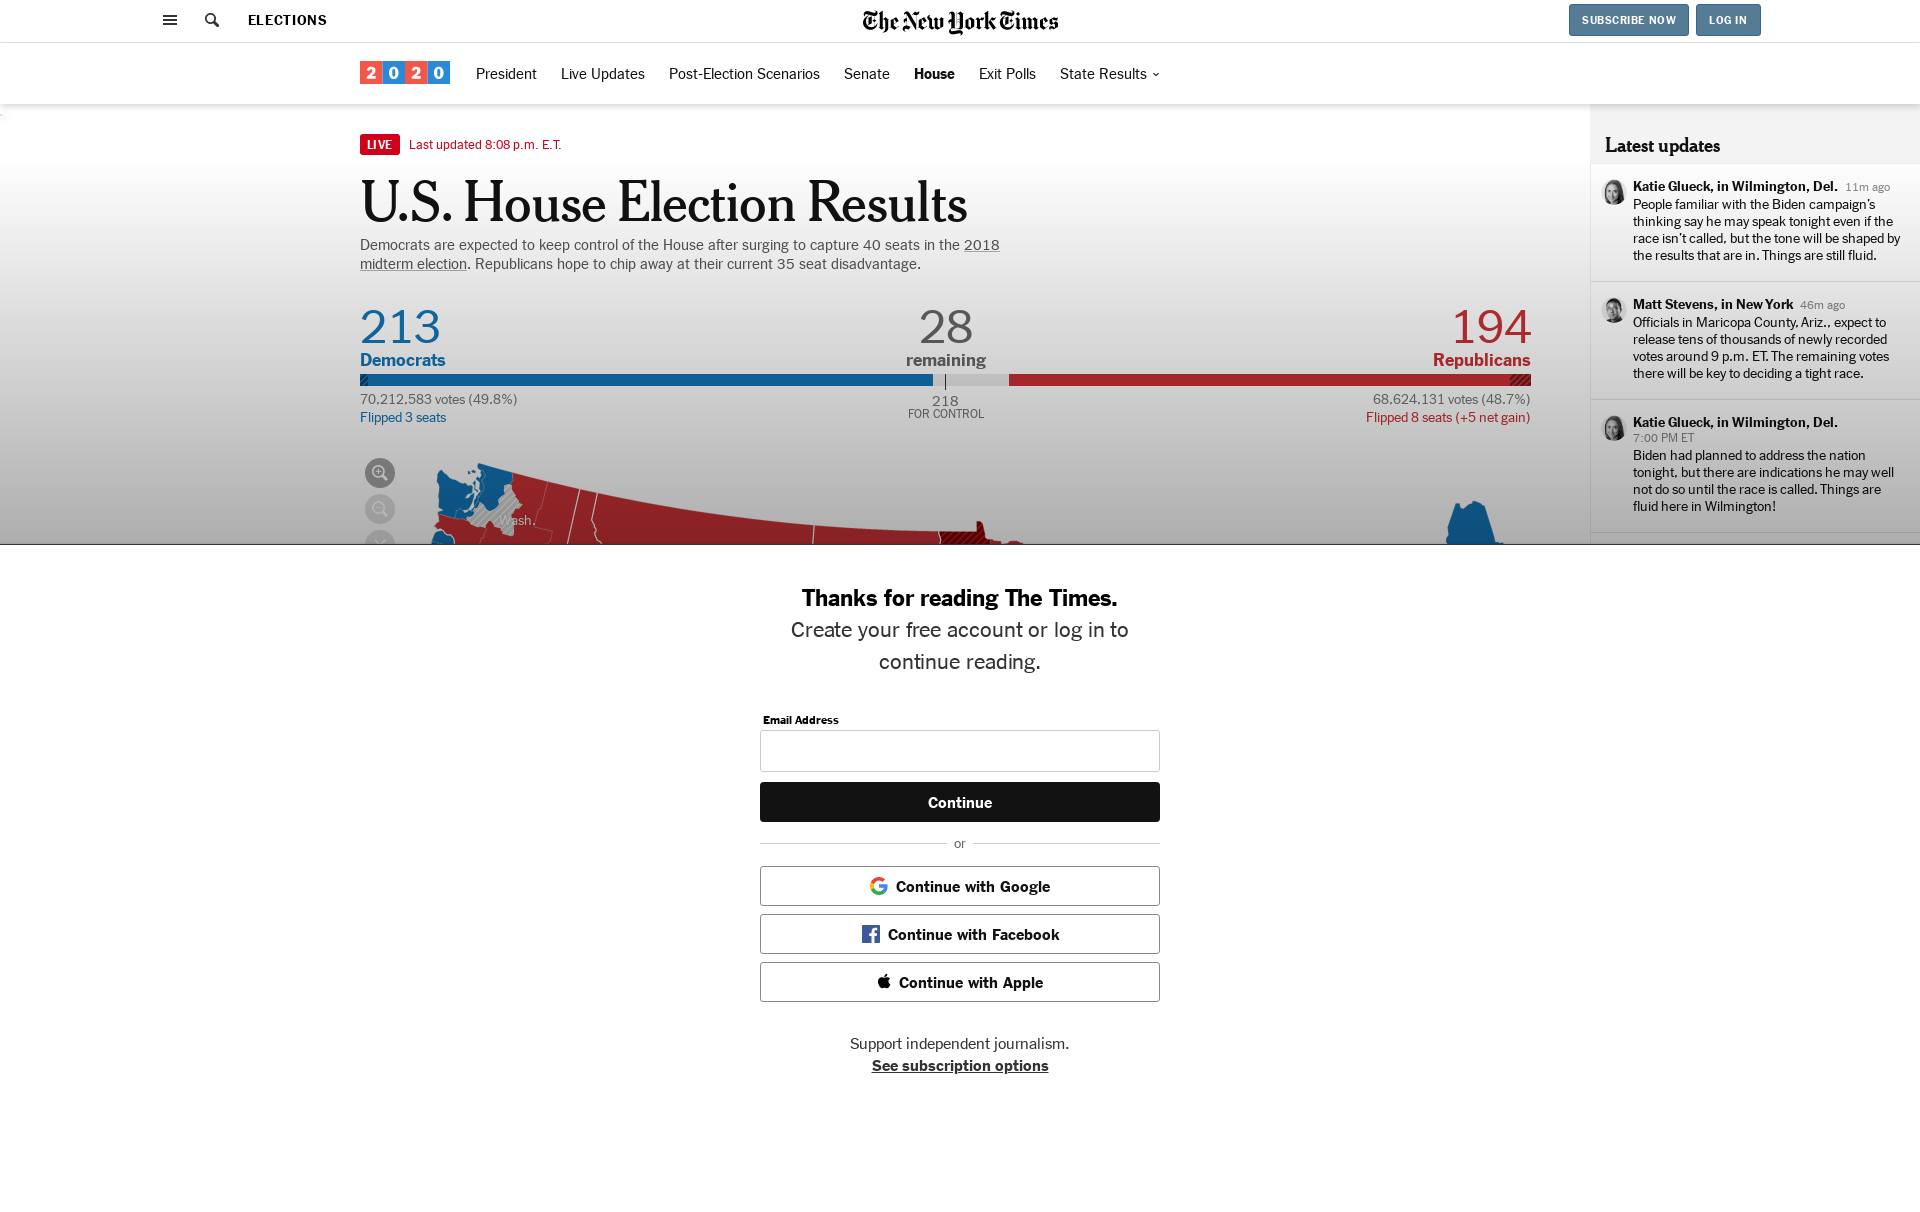 ELECTIONS
The New York Times
SUBSCRIBE NOW
LOG IN
2020
President
Live Updates
Post-Election Scenarios
Senate
House
Exit Polls
State Results
LIVE
Last updated 8:08 p.m. E.T.
U.S. House Election Results
Democrats are expected to keep control of the House after surging to capture 40 seats in the 2018
midterm election. Republicans hope to chip away at their current 35 seat disadvantage.
213
Democrats
28
remaining
194
Republicans
70,212,583 votes (49.8%)
Flipped 3 seats
218
FOR CONTROL
68,624,131 votes (48.7%)
Flipped 8 seats (+5 net gain)
Wash.
Latest updates
Katie Glueck, in Wilmington, Del. 11m ago
People familiar with the Biden campaign's
thinking say he may speak tonight even if the
race isn't called, but the tone will be shaped by
the results that are in. Things are still fluid.
Matt Stevens, in New York 46m ago
Officials in Maricopa County, Ariz., expect to
release tens of thousands of newly recorded
votes around 9 p.m. ET. The remaining votes
there will be key to deciding a tight race.
Katie Glueck, in Wilmington, Del.
7:00 PM ET
Biden had planned to address the nation
tonight, but there are indications he may well
not do so until the race is called. Things are
fluid here in Wilmington!
Thanks for reading The Times.
Create your free account or log in to
continue reading.
Email Address
Continue
or
Continue with Google
Continue with Facebook
Continue with Apple
Support independent journalism.
See subscription options